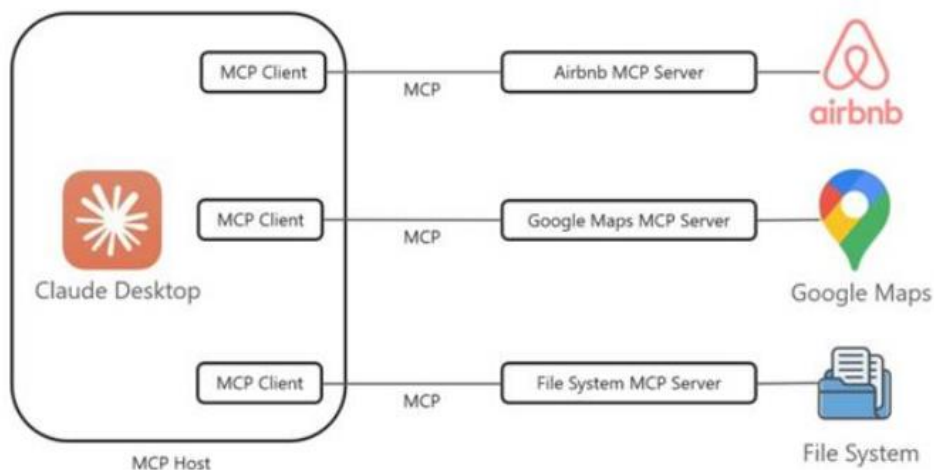 MCP Client
MCP
Airbnb MCP Server
airbnb
Claude Desktop
MCP Client
MCP
Google Maps MCP Server
Google Maps
MCP Client
MCP
File System MCP Server
File System
MCP Host